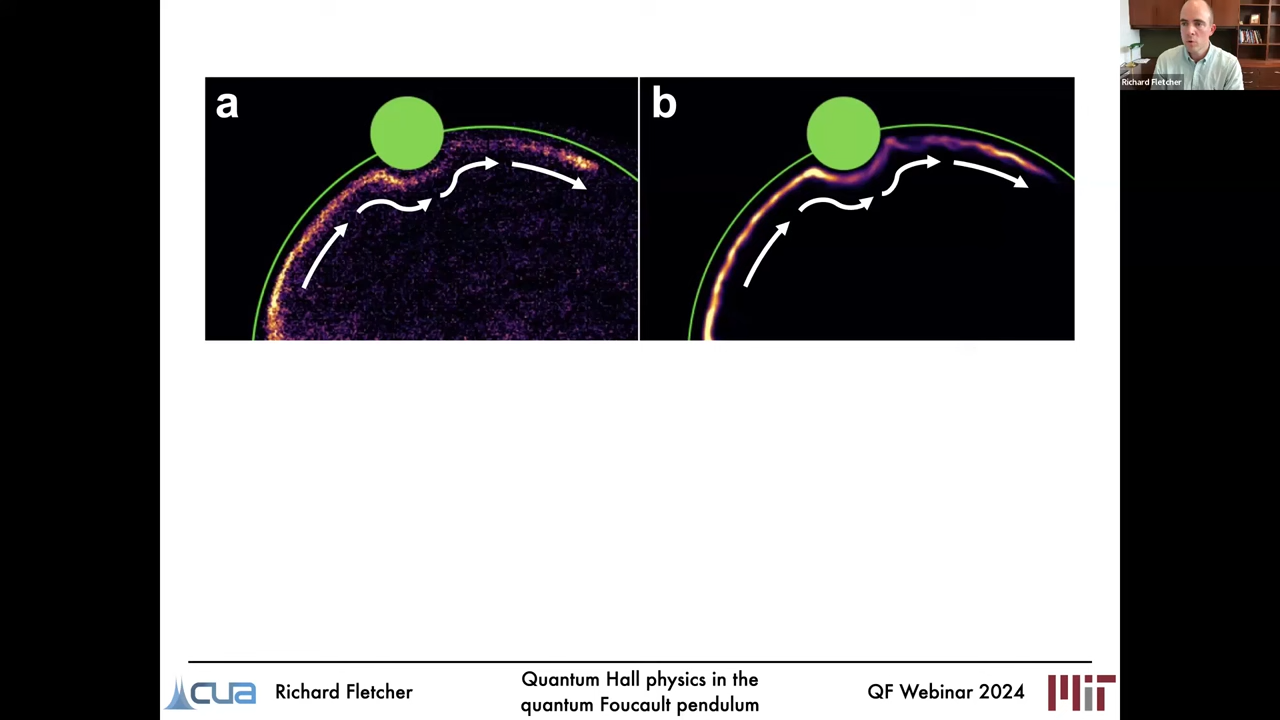 a
b
Richard Fletcher
CUA
Richard Fletcher
Quantum Hall physics in the
quantum Foucault pendulum
QF Webinar 2024
MIT